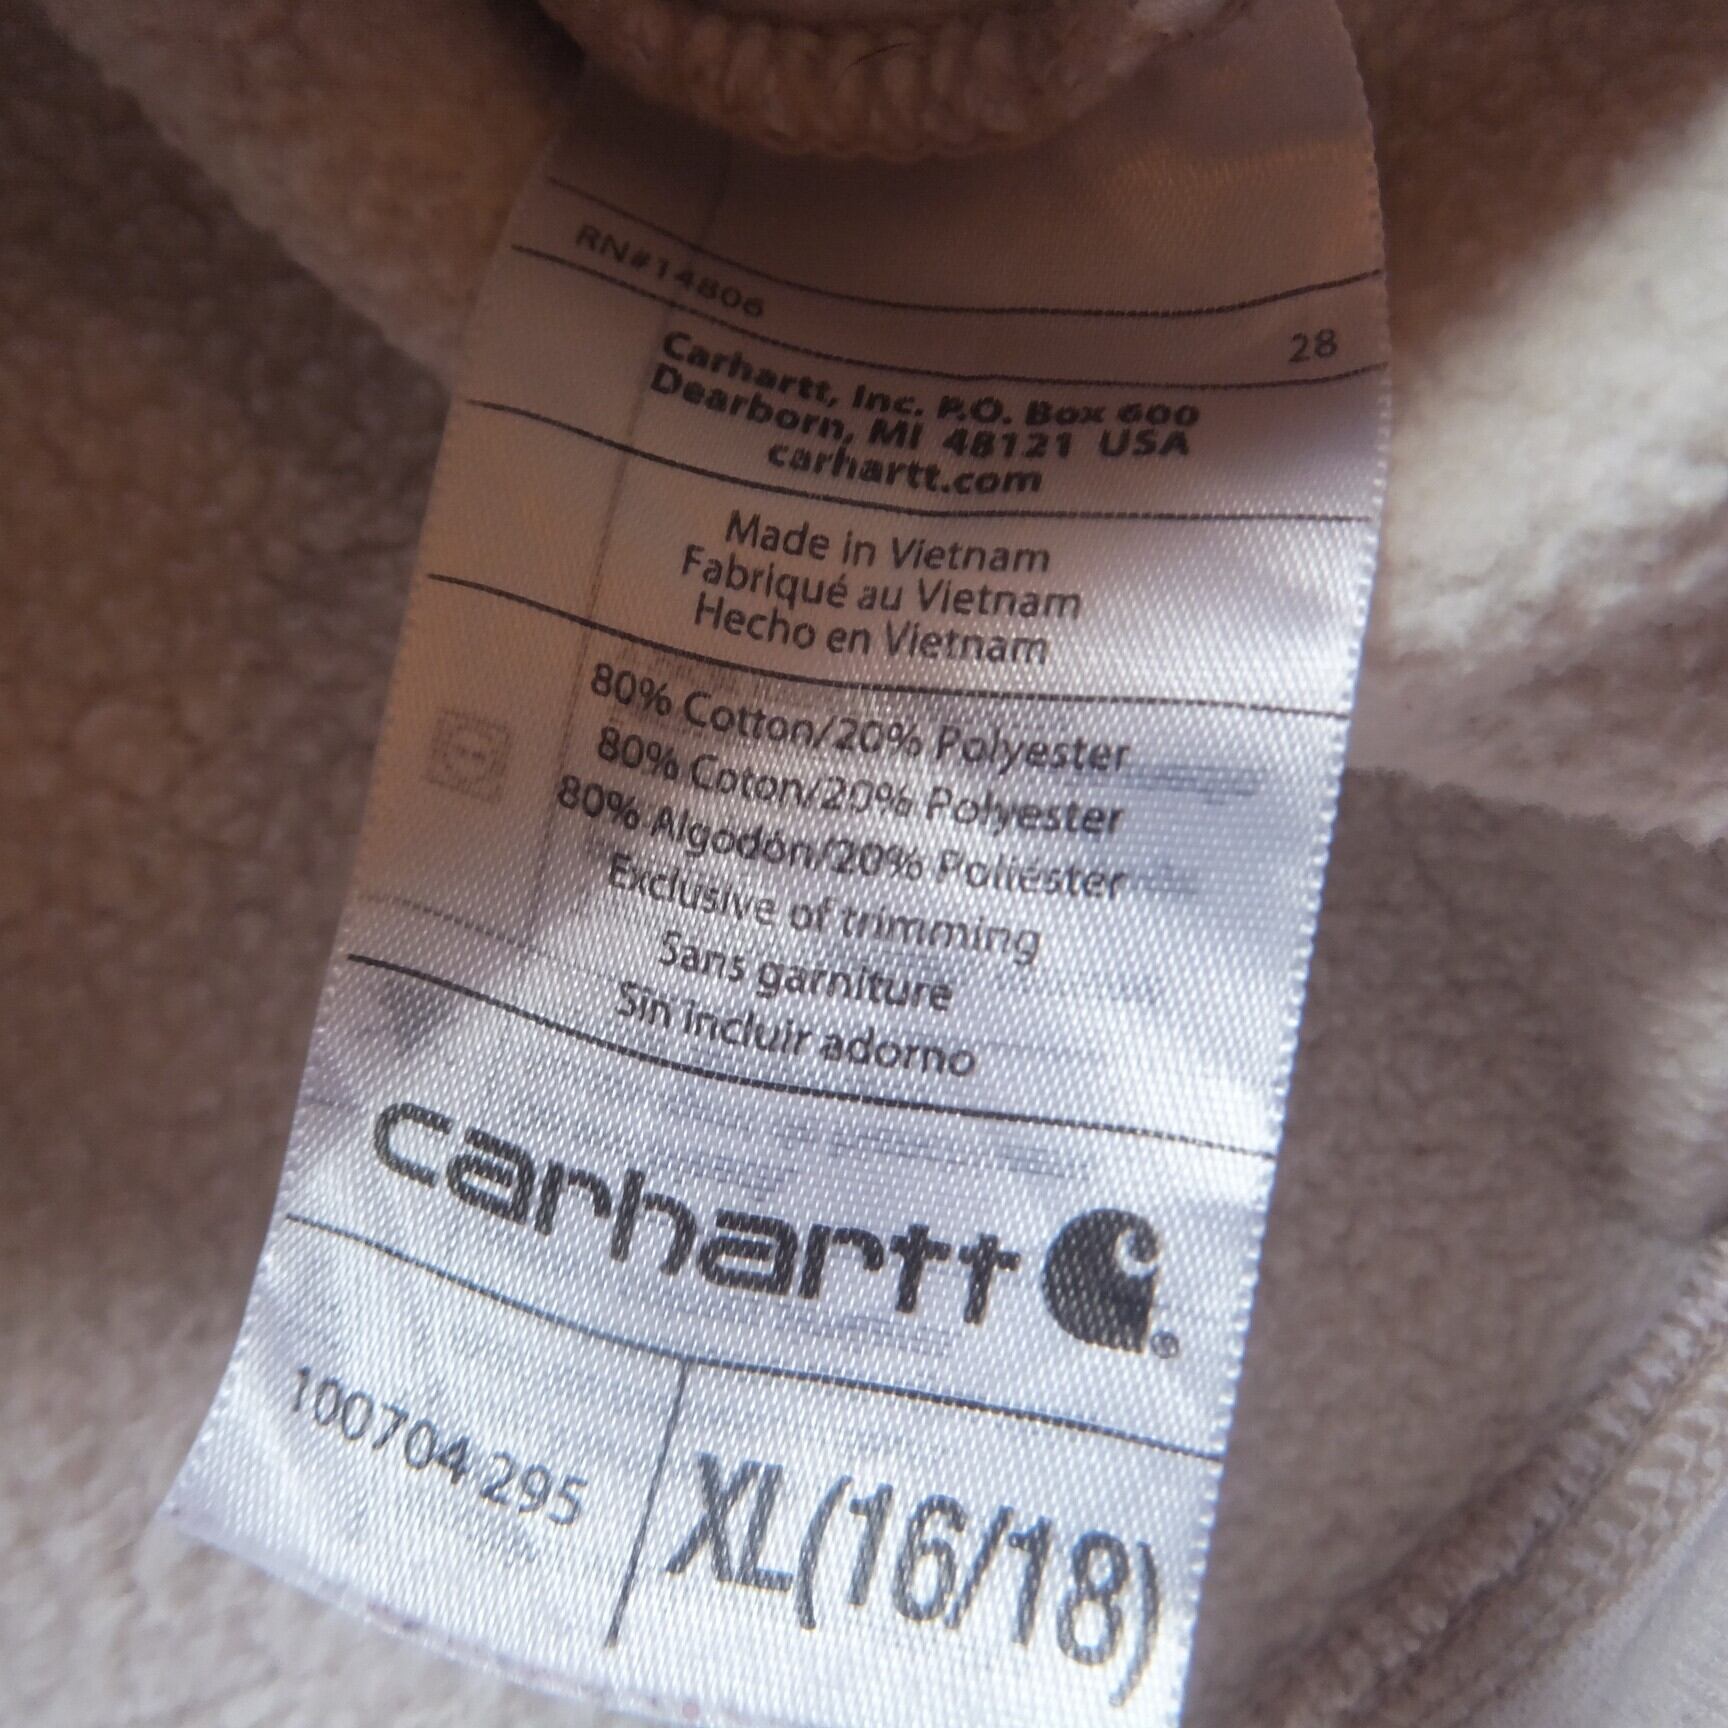 RN#14806
28
Carhartt, Inc. P.O. Box 600
Dearborn, MI 48121 USA
carhartt.com
Made in Vietnam
Fabriqué au Vietnam
Hecho en Vietnam
80% Cotton/20% Polyester
80% Coton/20% Polyester
80% Algodón/20% Poliéster
Exclusive of trimming
Sans garniture
Sin incluir adorno
carhartt ®
100704 295
XL(16/18)